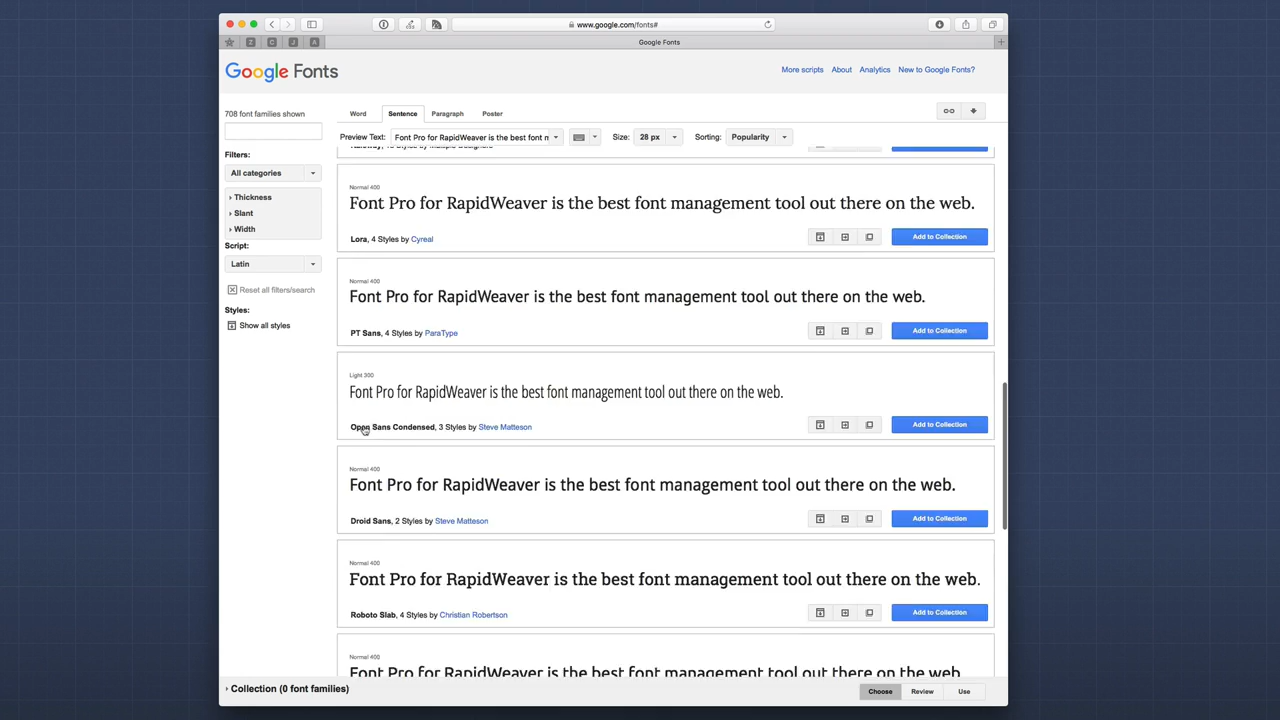 www.google.com/fonts#
Z
C
J
A
Google Fonts
Google Fonts
More scripts
About
Analytics
New to Google Fonts?
708 font families shown
Word
Sentence
Paragraph
Poster
Preview Text:
Font Pro for RapidWeaver is the best font n
Size:
28 px
Sorting:
Popularity
Filters:
All categories
Thickness
Slant
Width
Script:
Latin
Reset all filters/search
Styles:
Show all styles
Normal 400
Font Pro for RapidWeaver is the best font management tool out there on the web.
Lora, 4 Styles by Cyreal
Add to Collection
Normal 400
Font Pro for RapidWeaver is the best font management tool out there on the web.
PT Sans, 4 Styles by ParaType
Add to Collection
Light 300
Font Pro for RapidWeaver is the best font management tool out there on the web.
Open Sans Condensed, 3 Styles by Steve Matteson
Add to Collection
Normal 400
Font Pro for RapidWeaver is the best font management tool out there on the web.
Droid Sans, 2 Styles by Steve Matteson
Add to Collection
Normal 400
Font Pro for RapidWeaver is the best font management tool out there on the web.
Roboto Slab, 4 Styles by Christian Robertson
Add to Collection
Normal 400
Font Pro for RapidWeaver is the best font management tool out there on the web.
Collection (0 font families)
Choose
Review
Use